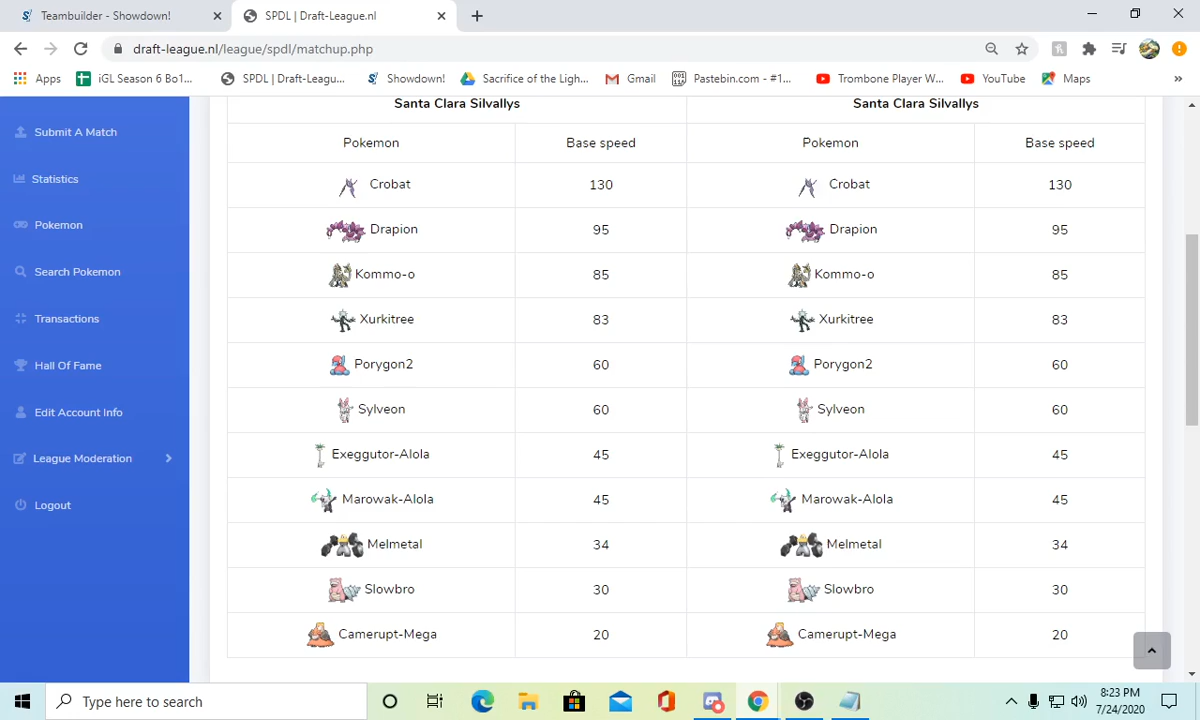 Teambuilder - Showdown!
SPDL | Draft-League.nl
draft-league.nl/league/spdl/matchup.php
Apps
iGL Season 6 Bo1...
SPDL | Draft-Leagu...
Showdown!
Sacrifice of the Ligh...
Gmail
Pastebin.com - #1...
Trombone Player W...
YouTube
Maps
»
Submit A Match
Statistics
Pokemon
Search Pokemon
Transactions
Hall Of Fame
Edit Account Info
League Moderation
Logout
Santa Clara Silvallys Santa Clara Silvallys
Pokemon Base speed Pokemon Base speed
Crobat 130 Crobat 130
Drapion 95 Drapion 95
Kommo-o 85 Kommo-o 85
Xurkitree 83 Xurkitree 83
Porygon2 60 Porygon2 60
Sylveon 60 Sylveon 60
Exeggutor-Alola 45 Exeggutor-Alola 45
Marowak-Alola 45 Marowak-Alola 45
Melmetal 34 Melmetal 34
Slowbro 30 Slowbro 30
Camerupt-Mega 20 Camerupt-Mega 20
Type here to search
8:23 PM
7/24/2020